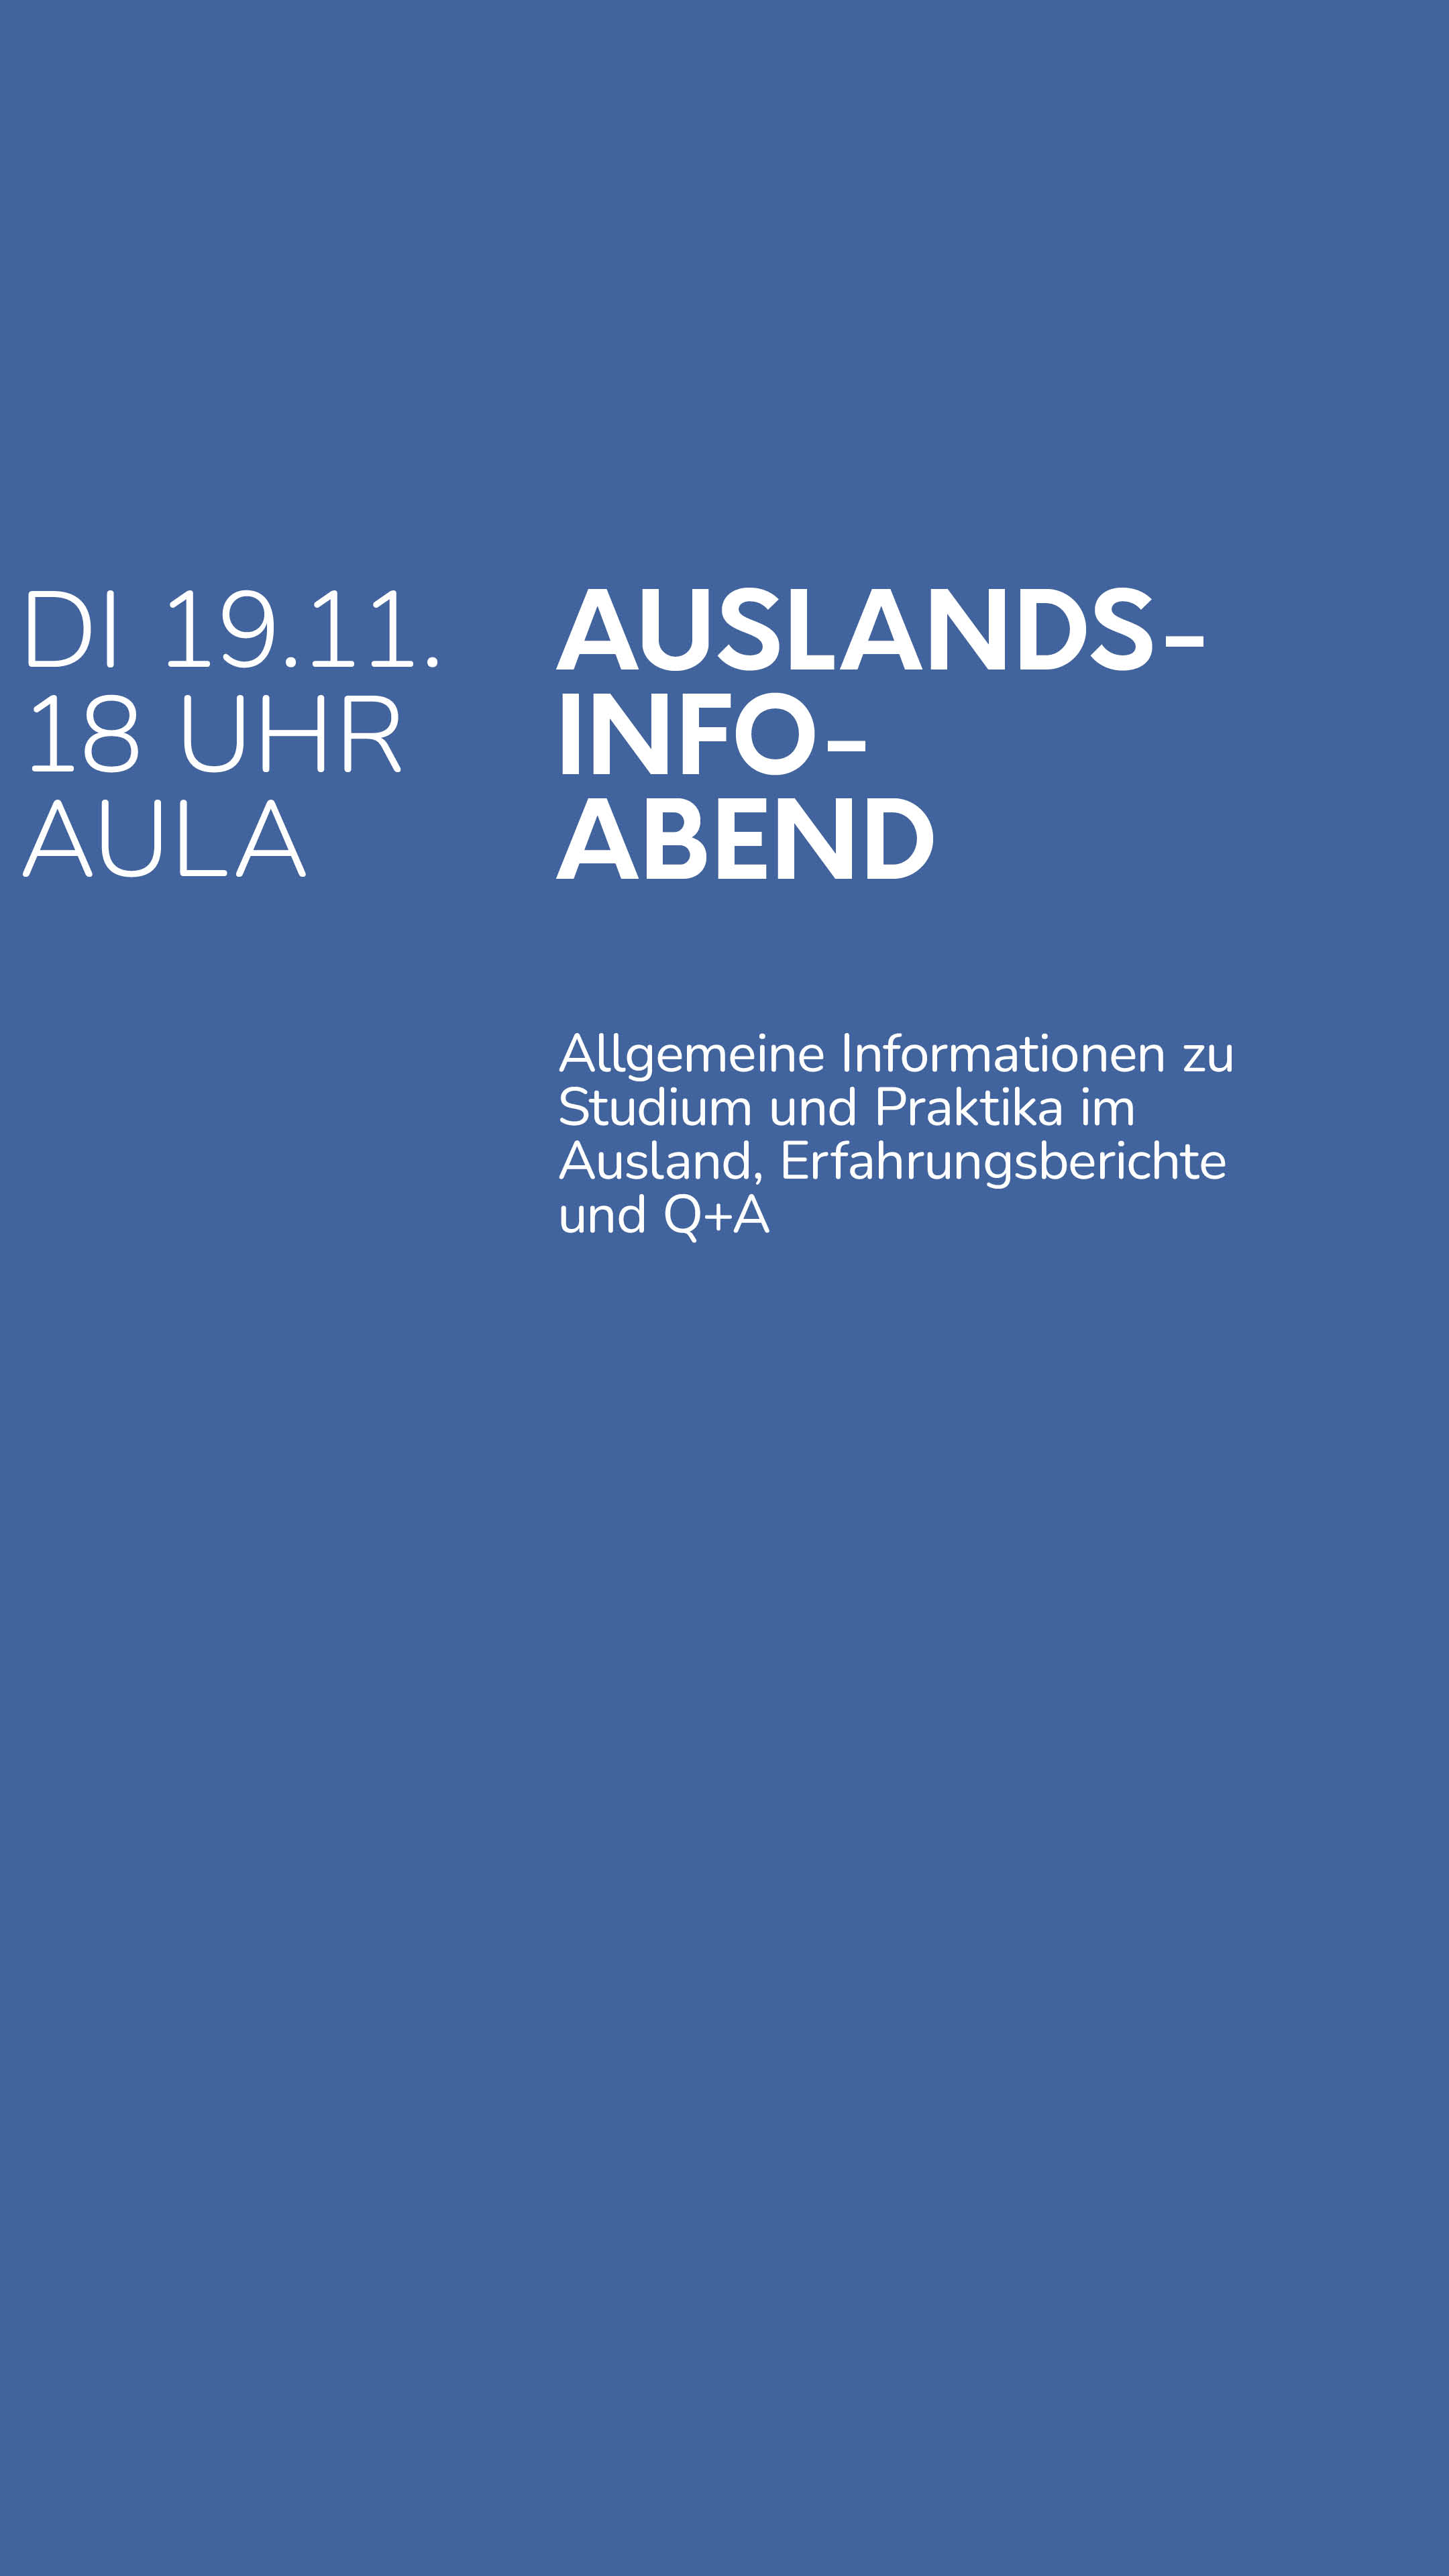 DI 19.11.
18 UHR
AULA
AUSLANDS-
INFO-
ABEND
Allgemeine Informationen zu
Studium und Praktika im
Ausland, Erfahrungsberichte
und Q+A